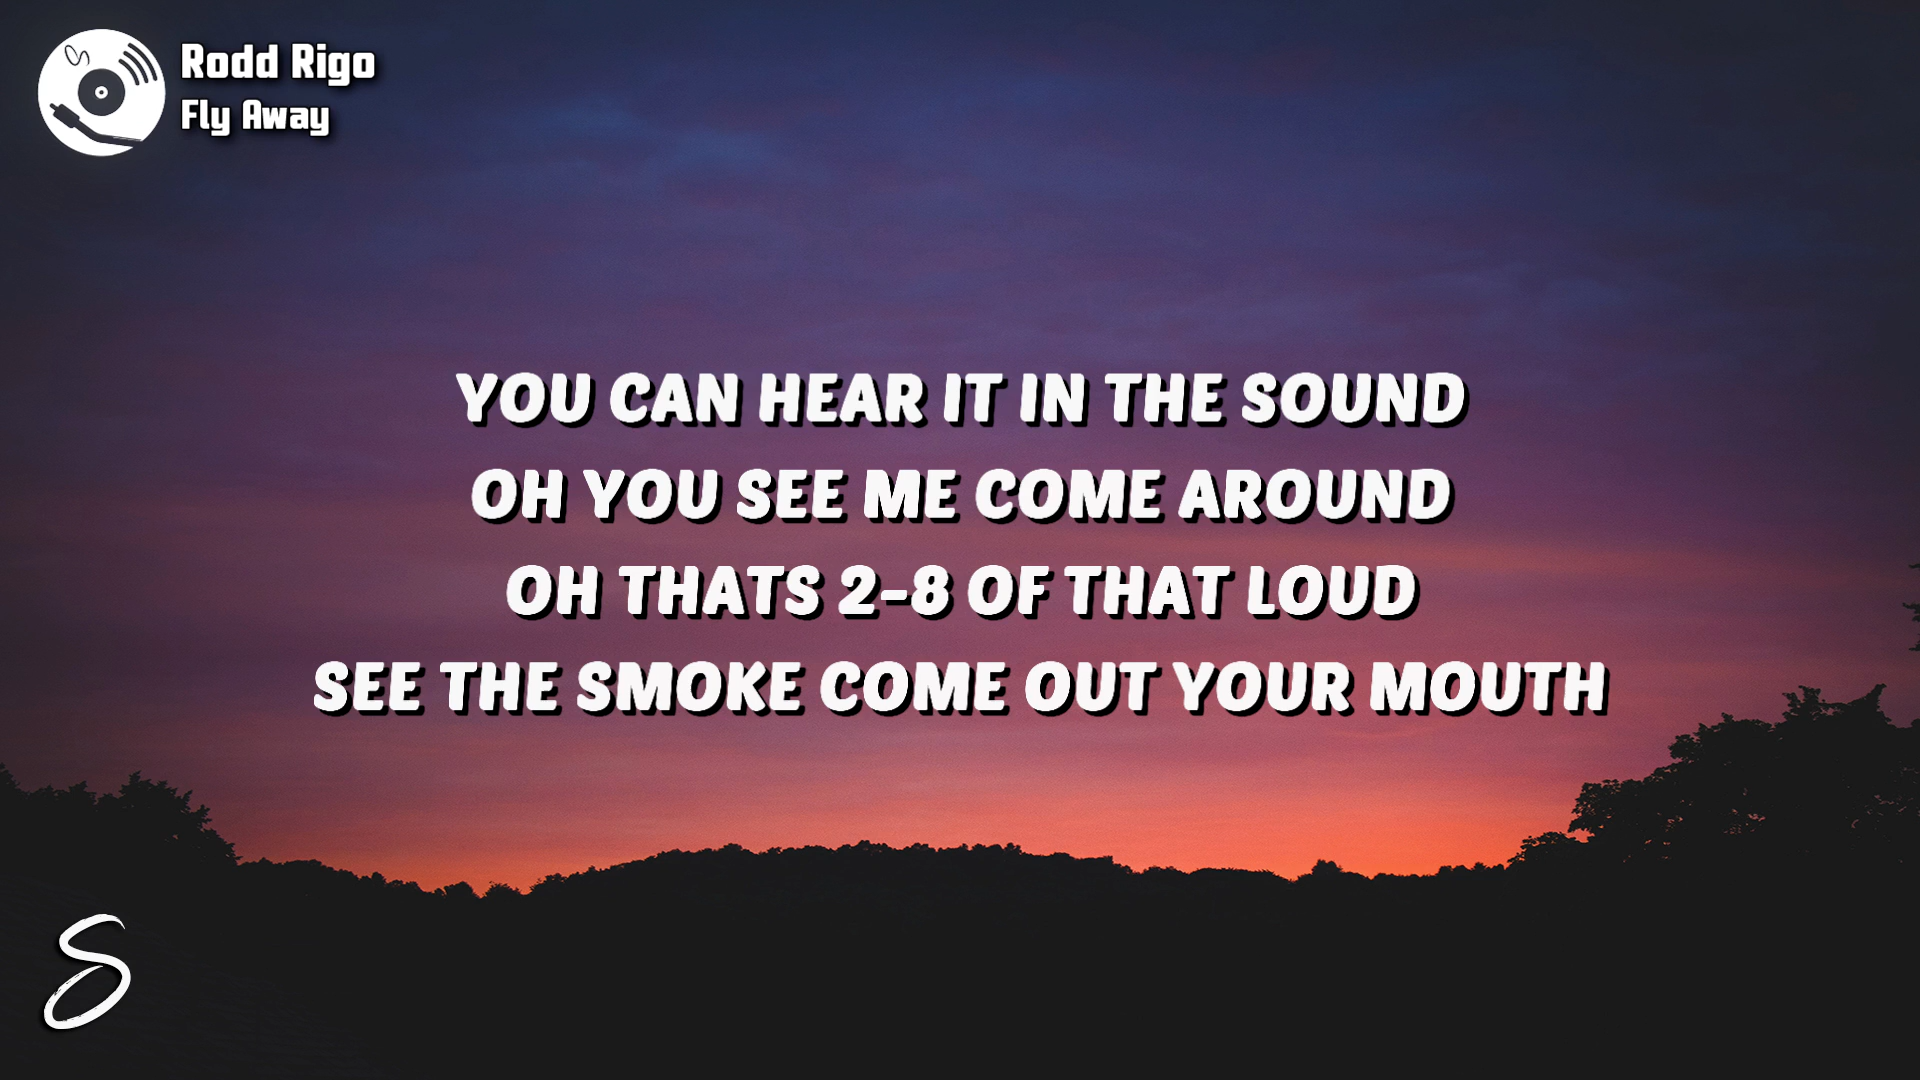 Rodd Rigo
Fly Away
YOU CAN HEAR IT IN THE SOUND
OH YOU SEE ME COME AROUND
OH THATS 2-8 OF THAT LOUD
SEE THE SMOKE COME OUT YOUR MOUTH
S